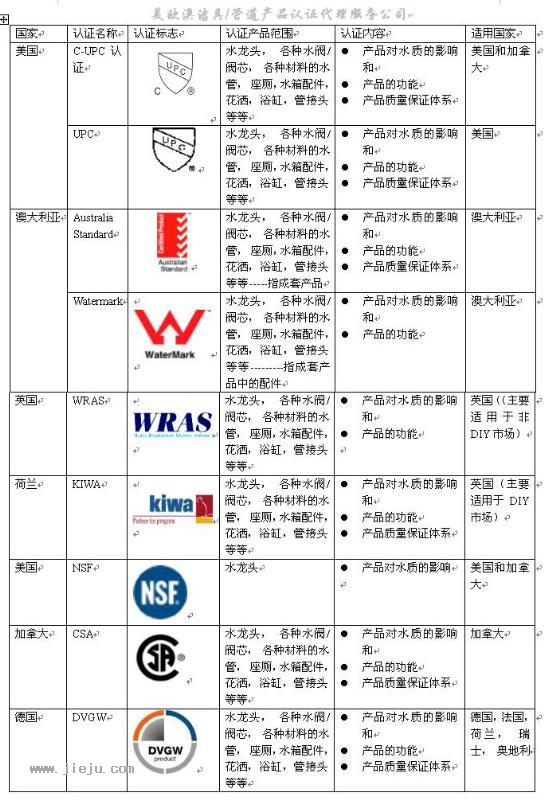 美欧澳洁具/管道产品认证代理服务公司
国家 认证名称 认证标志 认证产品范围 认证内容 适用国家
美国 C-UPC 认 水龙头， 各种水阀/ ● 产品对水质的影响 美国和加拿
证 阀芯， 各种材料的水 和 大
UPC 管， 座厕,水箱配件， ● 产品的功能
C ® 花洒，浴缸，管接头 ● 产品质量保证体系
等等
UPC 水龙头， 各种水阀/ ● 产品对水质的影响 美国
UPC 阀芯， 各种材料的水 和
管， 座厕,水箱配件， ● 产品的功能
® 花洒，浴缸，管接头 ● 产品质量保证体系
等等
澳大利亚 Australia 水龙头， 各种水阀/ ● 产品对水质的影响 澳大利亚
Standard Certified Product 阀芯， 各种材料的水 和
管， 座厕,水箱配件， ● 产品的功能
Australian 花洒，浴缸，管接头 ● 产品质量保证体系
Standard 等等-----指成套产品
Watermark 水龙头， 各种水阀/ ● 产品对水质的影响 澳大利亚
阀芯， 各种材料的水 和
管， 座厕,水箱配件， ● 产品的功能
WaterMark 花洒，浴缸，管接头
等等--------指成套产
品中的配件
英国 WRAS 水龙头， 各种水阀/ ● 产品对水质的影响 英国（(主要
WRAS 阀芯， 各种材料的水 和 适用于非
管， 座厕,水箱配件， ● 产品的功能 DIY 市场）
花洒，浴缸，管接头
等等
荷兰 KIWA 水龙头， 各种水阀/ ● 产品对水质的影响 英国（主要
kiwa 阀芯， 各种材料的水 和 适用于 DIY
Partner for progress 管， 座厕,水箱配件， ● 产品的功能 市场）
花洒，浴缸，管接头 ● 产品质量保证体系
等等
美国 NSF 水龙头 ● 产品对水质的影响 美国和加拿
NSF 大
加拿大 CSA 水龙头， 各种水阀/ ● 产品对水质的影响 加拿大
SA ® 阀芯， 各种材料的水 和
管， 座厕,水箱配件， ● 产品的功能
花洒，浴缸，管接头 ● 产品质量保证体系
等等
德国 DVGW 水龙头， 各种水阀/ ● 产品对水质的影响 德国，法国，
阀芯， 各种材料的水 和 荷兰， 瑞
DVGW 管， 座厕,水箱配件， ● 产品的功能 士，奥地利
product 花洒，浴缸，管接头 ● 产品质量保证体系
等等
www.jieju.com